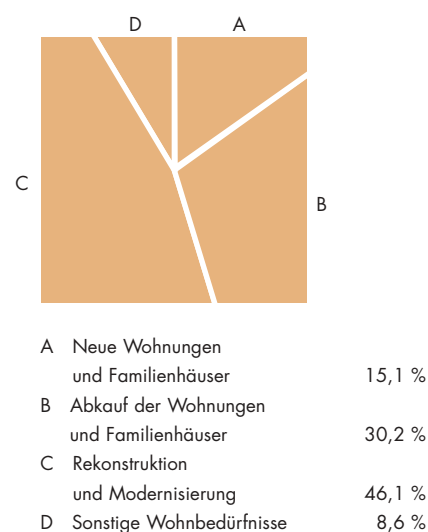 D A
C
B
A Neue Wohnungen
und Familienhäuser 15,1 %
B Abkauf der Wohnungen
und Familienhäuser 30,2 %
C Rekonstruktion
und Modernisierung 46,1 %
D Sonstige Wohnbedürfnisse 8,6 %